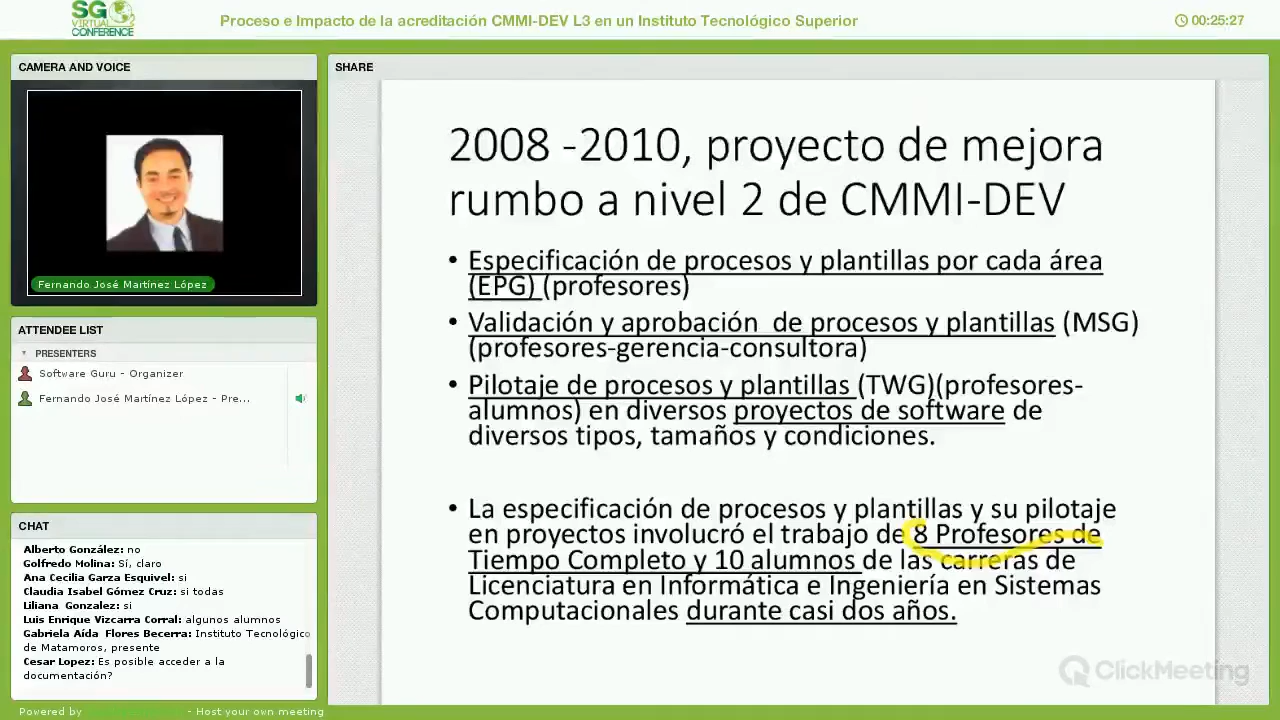 SG
VIRTUAL
CONFERENCE
Proceso e Impacto de la acreditación CMMI-DEV L3 en un Instituto Tecnológico Superior
00:25:27
CAMERA AND VOICE
Fernando José Martínez López
ATTENDEE LIST
PRESENTERS
Software Guru - Organizer
Fernando José Martínez López - Pre...
CHAT
Alberto González: no
Golfredo Molina: Sí, claro
Ana Cecilia Garza Esquivel: si
Claudia Isabel Gómez Cruz: si todas
Liliana Gonzalez: si
Luis Enrique Vizcarra Corral: algunos alumnos
Gabriela Aída Flores Becerra: Instituto Tecnológico
de Matamoros, presente
Cesar Lopez: Es posible acceder a la
documentación?
Powered by
- Host your own meeting
SHARE
2008 -2010, proyecto de mejora
rumbo a nivel 2 de CMMI-DEV
• Especificación de procesos y plantillas por cada área
(EPG) (profesores)
• Validación y aprobación de procesos y plantillas (MSG)
(profesores-gerencia-consultora)
• Pilotaje de procesos y plantillas (TWG)(profesores-
alumnos) en diversos proyectos de software de
diversos tipos, tamaños y condiciones.
• La especificación de procesos y plantillas y su pilotaje
en proyectos involucró el trabajo de 8 Profesores de
Tiempo Completo y 10 alumnos de las carreras de
Licenciatura en Informática e Ingeniería en Sistemas
Computacionales durante casi dos años.
ClickMeeting